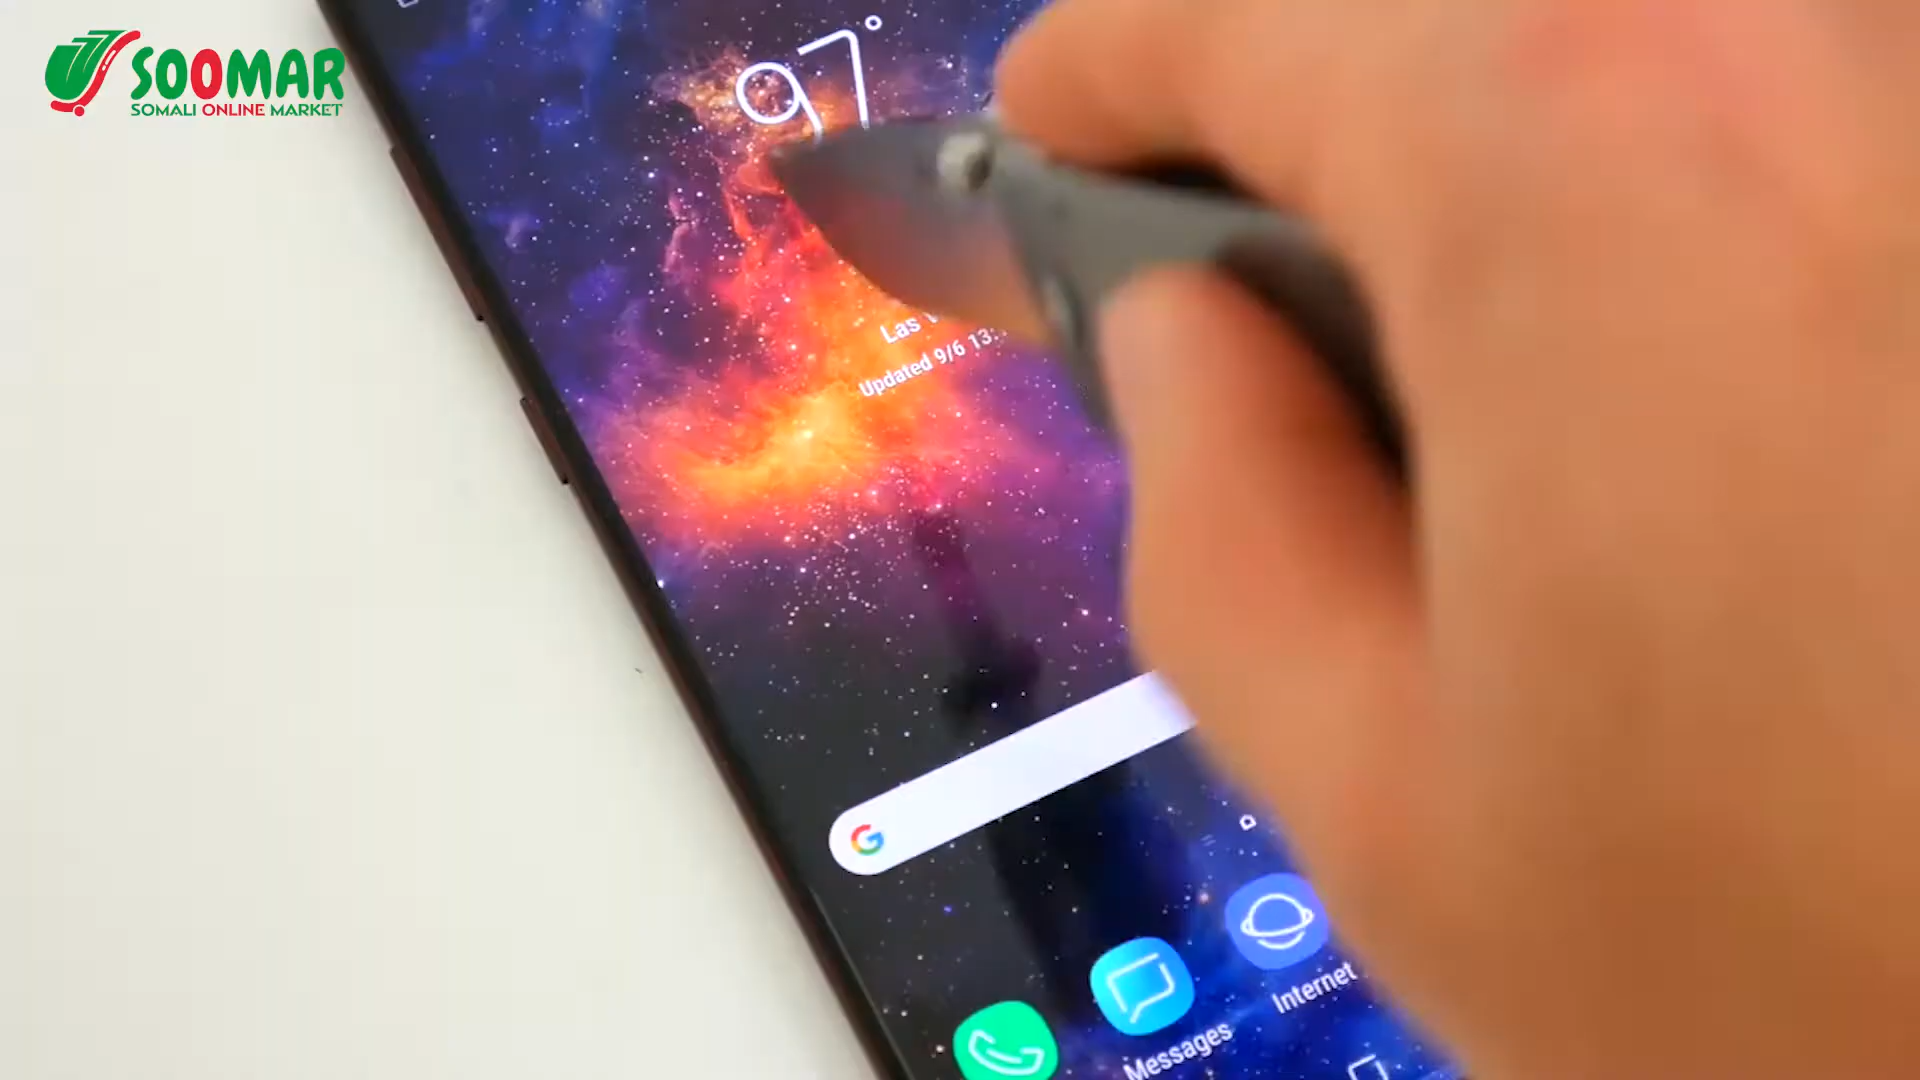 SOOMAR
SOMALI ONLINE MARKET
97°
Las
Updated 9/6 13:
G
Internet
Messages